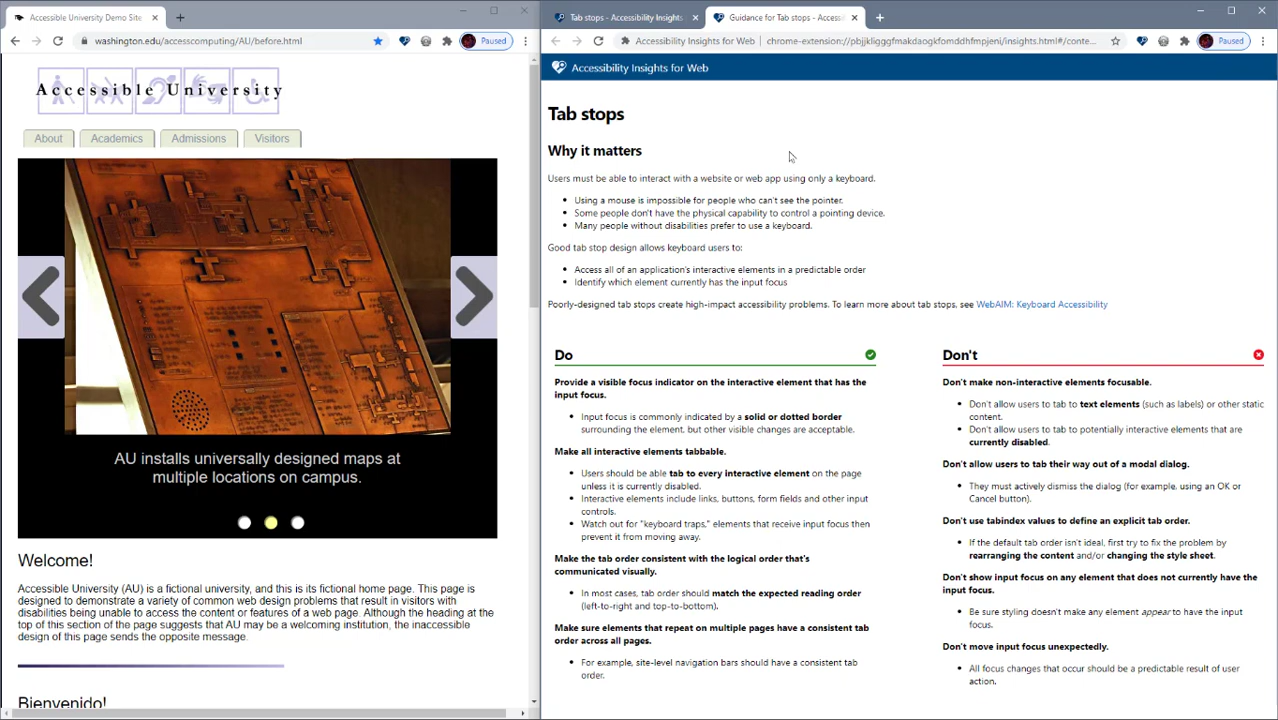 Accessible University Demo Site
washington.edu/accesscomputing/AU/before.html
Paused
Accessible University
About
Academics
Admissions
Visitors
AU installs universally designed maps at
multiple locations on campus.
Welcome!
Accessible University (AU) is a fictional university, and this is its fictional home page. This page is
designed to demonstrate a variety of common web design problems that result in visitors with
disabilities being unable to access the content or features of a web page. Although the heading at the
top of this section of the page suggests that AU may be a welcoming institution, the inaccessible
design of this page sends the opposite message.
Bienvenido!
Tab stops - Accessibility Insights
Guidance for Tab stops - Access
Accessibility Insights for Web
chrome-extension://pbjjkligggfmakdaogkfomddhfmpjeni/insights.html#/conte...
Paused
Accessibility Insights for Web
Tab stops
Why it matters
Users must be able to interact with a website or web app using only a keyboard.
• Using a mouse is impossible for people who can't see the pointer.
• Some people don't have the physical capability to control a pointing device.
• Many people without disabilities prefer to use a keyboard.
Good tab stop design allows keyboard users to:
• Access all of an application's interactive elements in a predictable order
• Identify which element currently has the input focus
Poorly-designed tab stops create high-impact accessibility problems. To learn more about tab stops, see WebAIM: Keyboard Accessibility
Do
Provide a visible focus indicator on the interactive element that has the
input focus.
• Input focus is commonly indicated by a solid or dotted border
surrounding the element, but other visible changes are acceptable.
Make all interactive elements tabbable.
• Users should be able tab to every interactive element on the page
unless it is currently disabled.
• Interactive elements include links, buttons, form fields and other input
controls.
• Watch out for "keyboard traps," elements that receive input focus then
prevent it from moving away.
Make the tab order consistent with the logical order that's
communicated visually.
• In most cases, tab order should match the expected reading order
(left-to-right and top-to-bottom).
Make sure elements that repeat on multiple pages have a consistent tab
order across all pages.
• For example, site-level navigation bars should have a consistent tab
order.
Don't
Don't make non-interactive elements focusable.
• Don't allow users to tab to text elements (such as labels) or other static
content.
• Don't allow users to tab to potentially interactive elements that are
currently disabled.
Don't allow users to tab their way out of a modal dialog.
• They must actively dismiss the dialog (for example, using an OK or
Cancel button).
Don't use tabindex values to define an explicit tab order.
• If the default tab order isn't ideal, first try to fix the problem by
rearranging the content and/or changing the style sheet.
Don't show input focus on any element that does not currently have the
input focus.
• Be sure styling doesn't make any element appear to have the input
focus.
Don't move input focus unexpectedly.
• All focus changes that occur should be a predictable result of user
action.